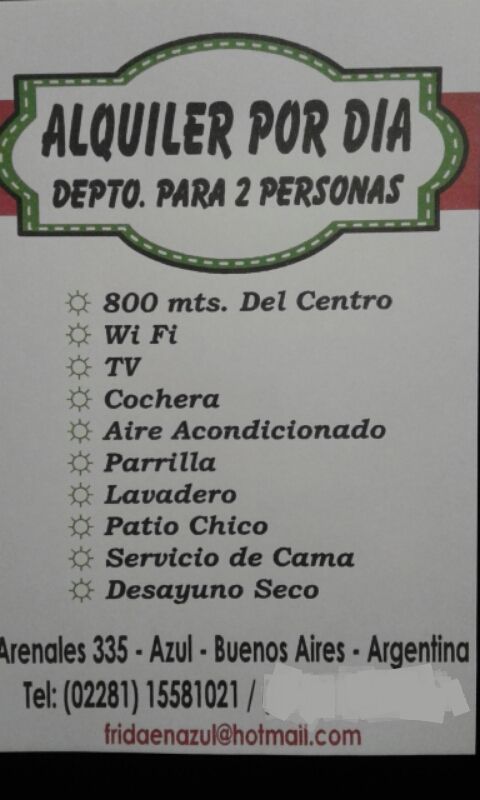 ALQUILER POR DIA
DEPTO. PARA 2 PERSONAS
800 mts. Del Centro
Wi Fi
TV
Cochera
Aire Acondicionado
Parrilla
Lavadero
Patio Chico
Servicio de Cama
Desayuno Seco
Arenales 335 - Azul - Buenos Aires - Argentina
Tel: (02281) 15581021 /
fridaenazul@hotmail.com